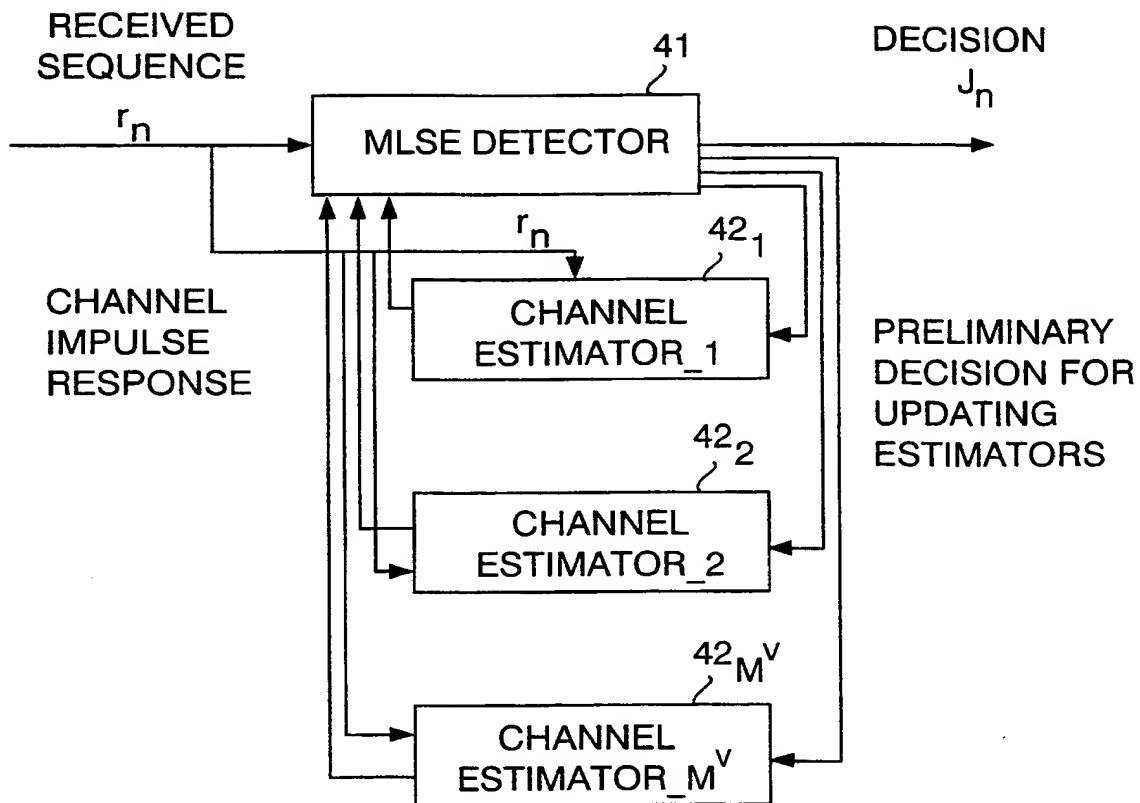 RECEIVED
SEQUENCE
r_n
41
MLSE DETECTOR
DECISION
J_n
r_n
42_1
CHANNEL
ESTIMATOR_1
CHANNEL
IMPULSE
RESPONSE
PRELIMINARY
DECISION FOR
UPDATING
ESTIMATORS
42_2
CHANNEL
ESTIMATOR_2
42_M^V
CHANNEL
ESTIMATOR_M^V